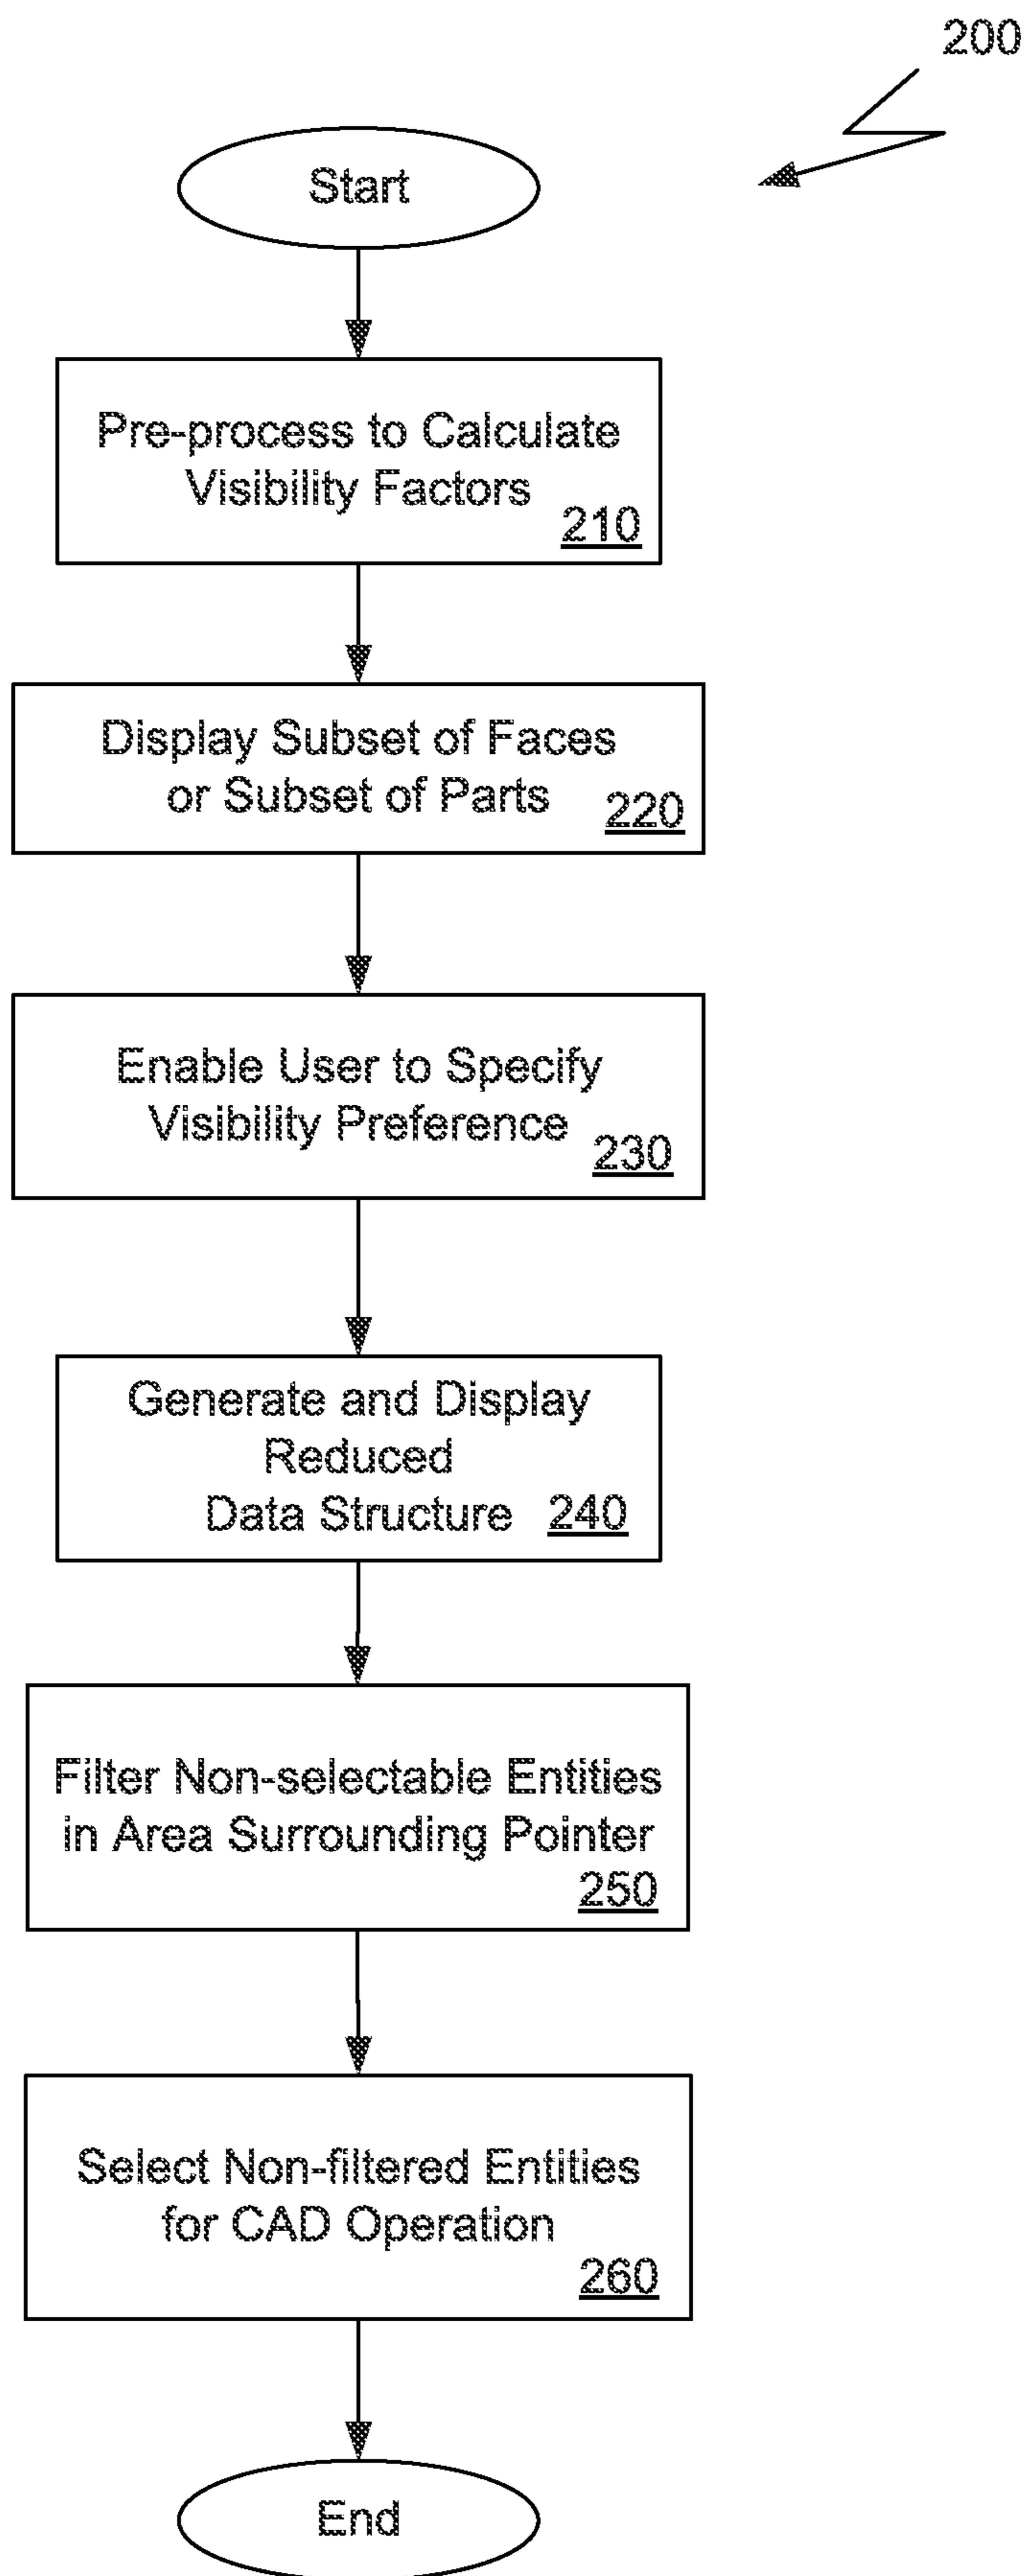 200
Start
Pre-process to Calculate
Visibility Factors
210
Display Subset of Faces
or Subset of Parts
220
Enable User to Specify
Visibility Preference
230
Generate and Display
Reduced
Data Structure 240
Filter Non-selectable Entities
in Area Surrounding Pointer
250
Select Non-filtered Entities
for CAD Operation
260
End